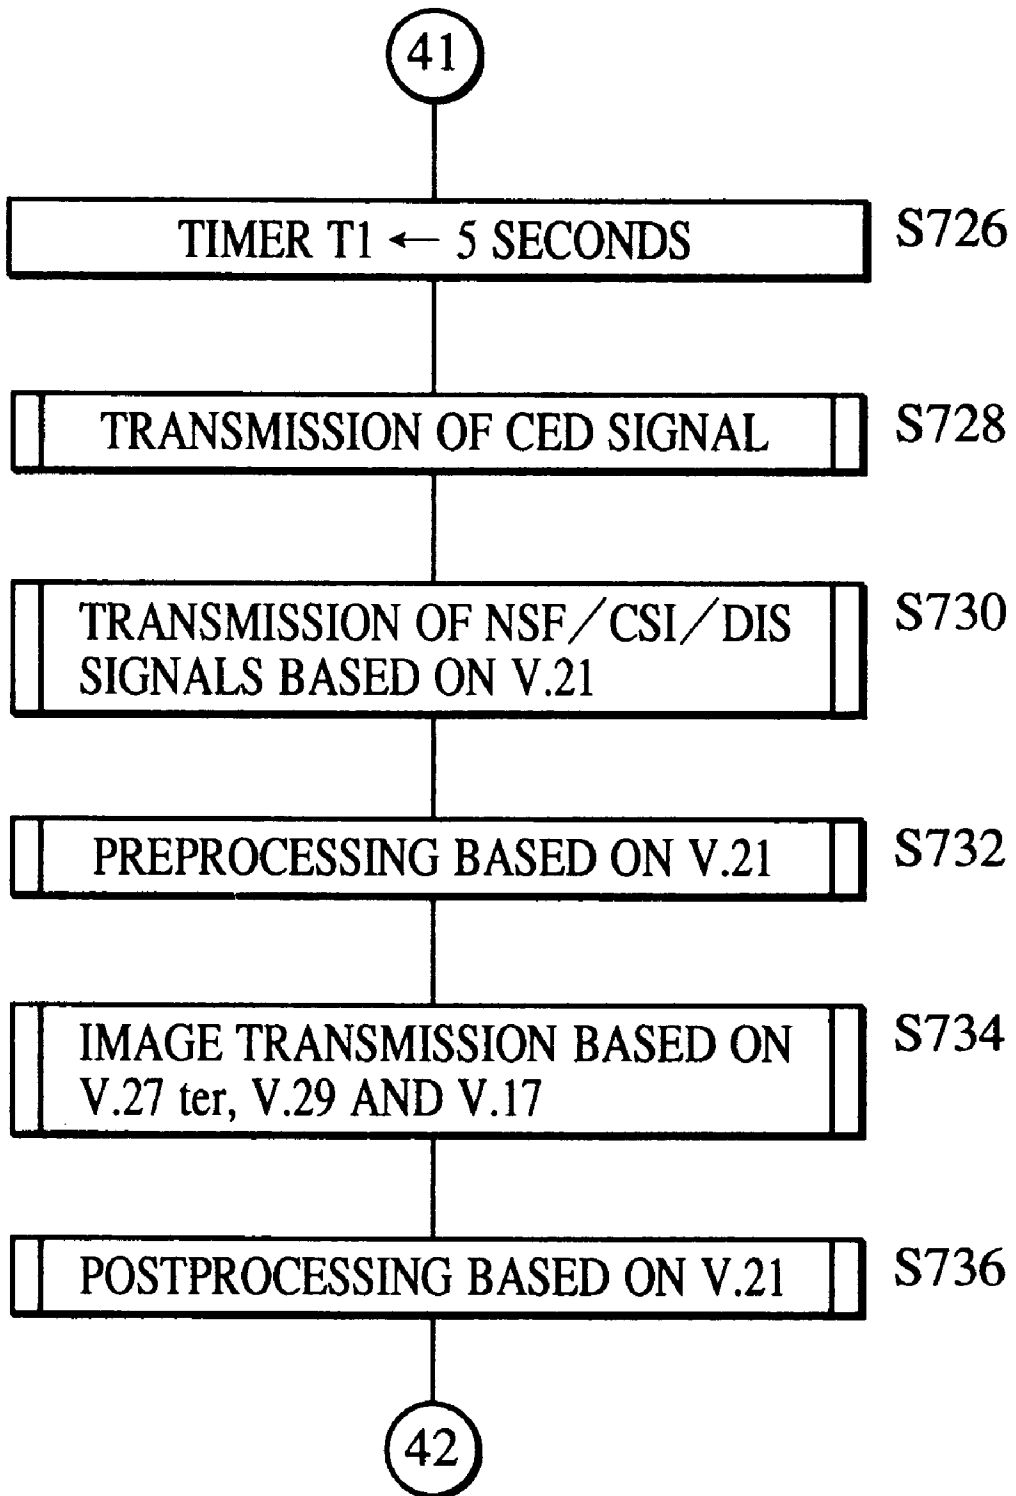 41
TIMER T1 ← 5 SECONDS S726
TRANSMISSION OF CED SIGNAL S728
TRANSMISSION OF NSF/CSI/DIS S730
SIGNALS BASED ON V.21
PREPROCESSING BASED ON V.21 S732
IMAGE TRANSMISSION BASED ON S734
V.27 ter, V.29 AND V.17
POSTPROCESSING BASED ON V.21 S736
42